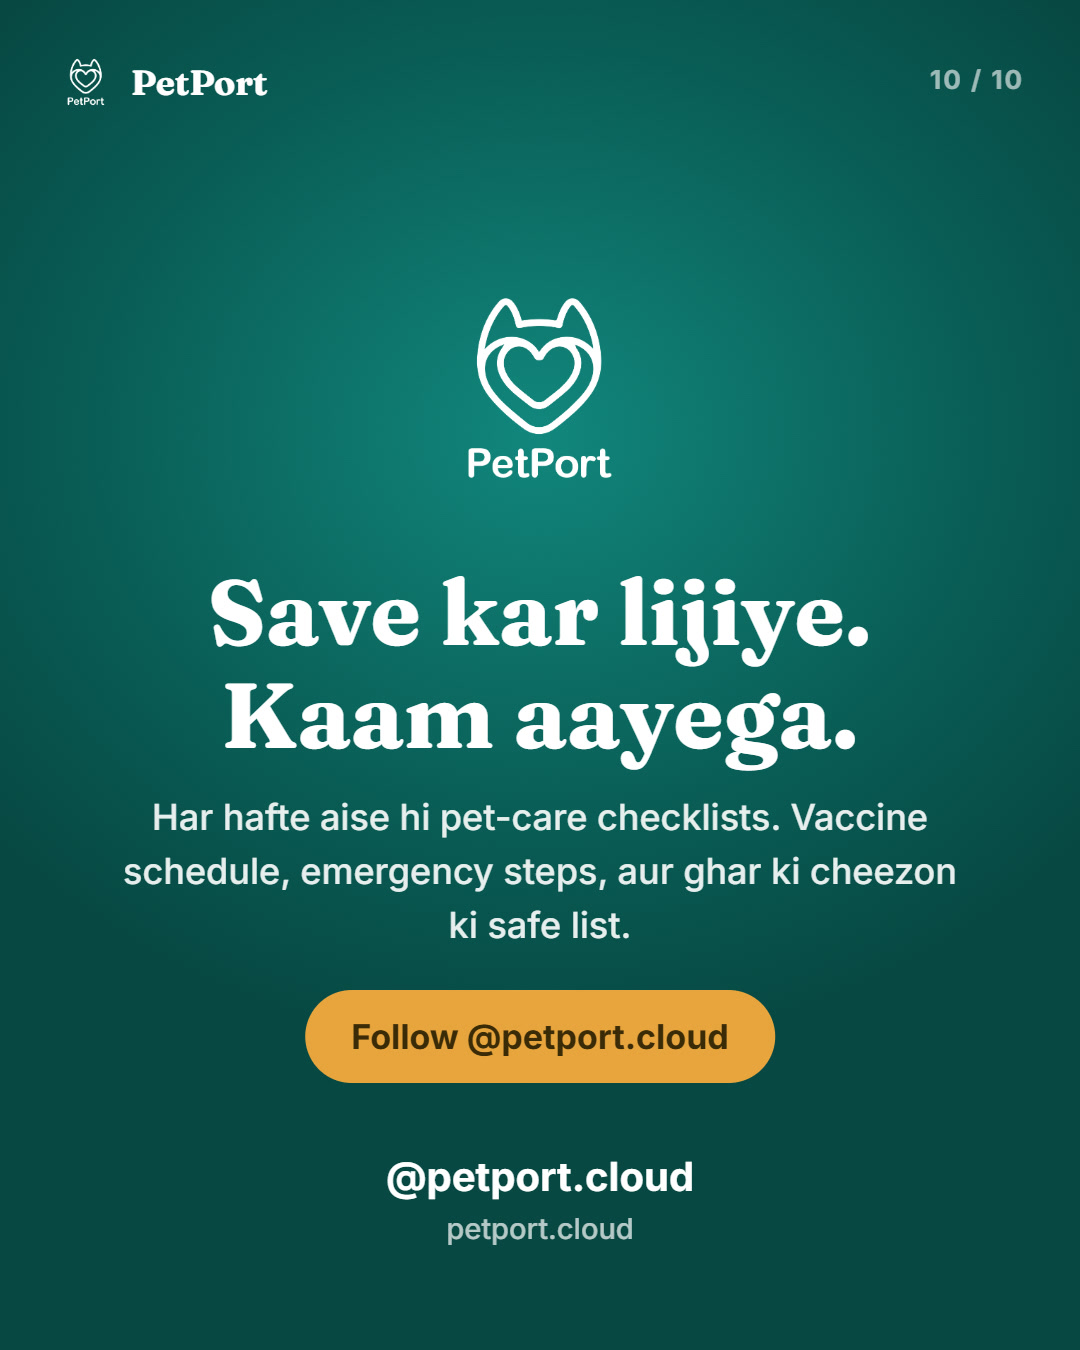 PetPort
PetPort
10 / 10
PetPort
Save kar lijiye.
Kaam aayega.
Har hafte aise hi pet-care checklists. Vaccine
schedule, emergency steps, aur ghar ki cheezon
ki safe list.
Follow @petport.cloud
@petport.cloud
petport.cloud